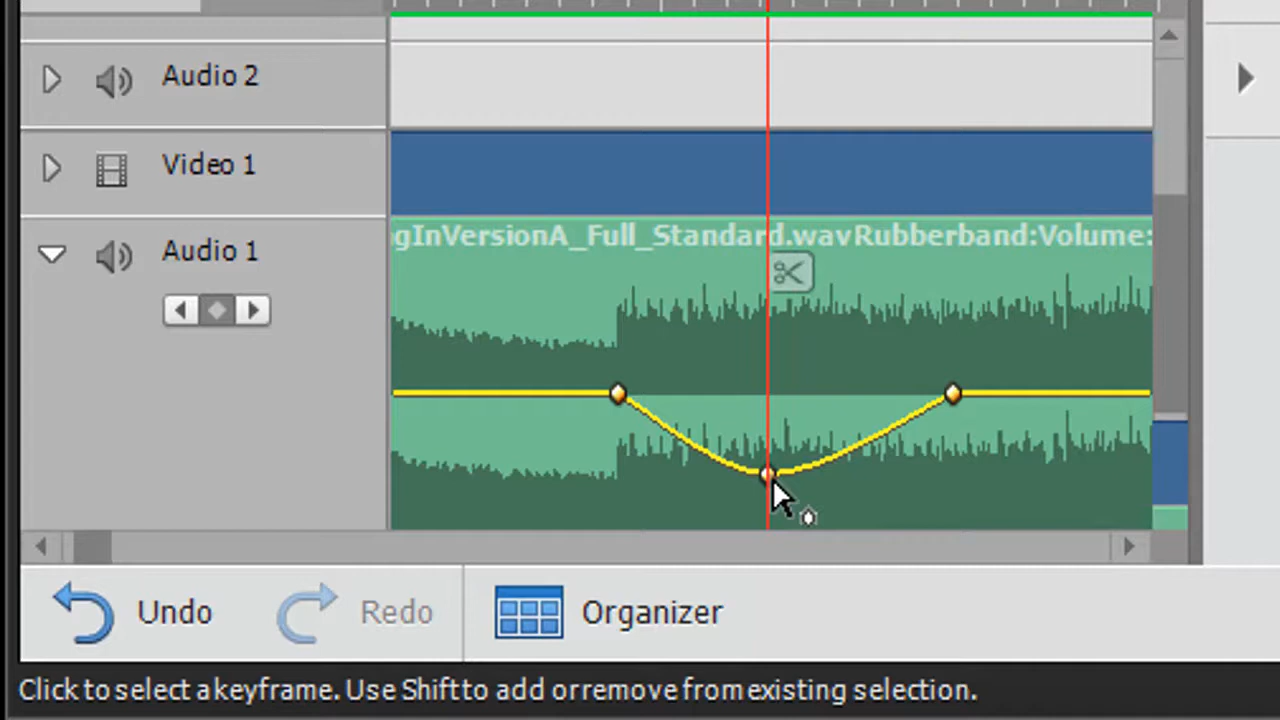 Audio 2
Video 1
gInVersionA_Full_Standard.wavRubberband:Volume:
Audio 1
Undo
Redo
Organizer
Click to select a keyframe. Use Shift to add or remove from existing selection.